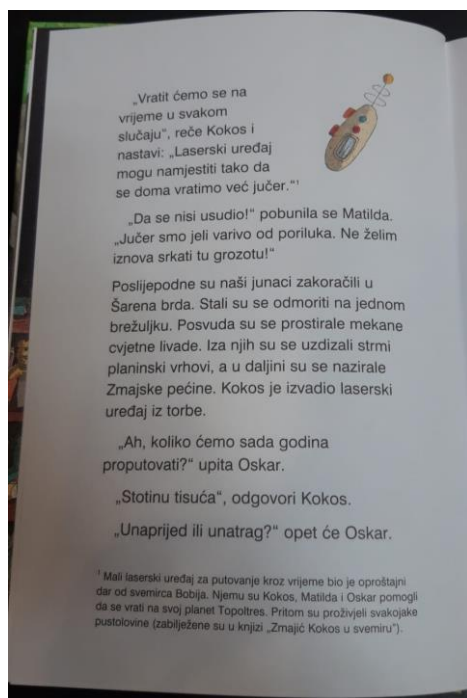 „Vratit ćemo se na
vrijeme u svakom
slučaju“, reče Kokos i
nastavi: „Laserski uređaj
mogu namjestiti tako da
se doma vratimo već jučer.“¹
„Da se nisi usudio!“ pobunila se Matilda.
„Jučer smo jeli varivo od poriluka. Ne želim
iznova srkati tu grozotu!“
Poslijepodne su naši junaci zakoračili u
Šarena brda. Stali su se odmoriti na jednom
brežuljku. Posvuda su se prostirale mekane
cvjetne livade. Iza njih su se uzdizali strmi
planinski vrhovi, a u daljini su se nazirale
Zmajske pećine. Kokos je izvadio laserski
uređaj iz torbe.
„Ah, koliko ćemo sada godina
proputovati?“ upita Oskar.
„Stotinu tisuća“, odgovori Kokos.
„Unaprijed ili unatrag?“ opet će Oskar.
¹ Mali laserski uređaj za putovanje kroz vrijeme bio je oproštajni
dar od svemirca Bobija. Njemu su Kokos, Matilda i Oskar pomogli
da se vrati na svoj planet Topoltres. Pritom su proživjeli svakojake
pustolovine (zabilježene su u knjizi „Zmajić Kokos u svemiru“).